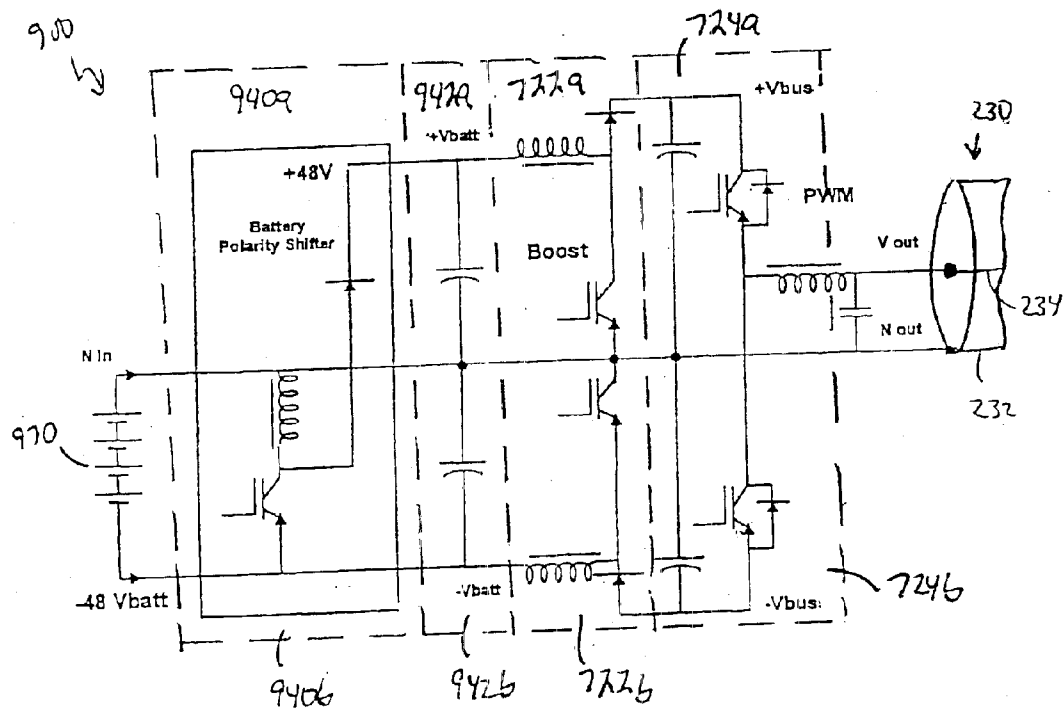 900
940a
942a
722a
724a
+Vbus
230
+Vbatt
+48V
PWM
Battery
Polarity Shifter
Boost
V out
234
N out
N in
232
970
-48 Vbatt
-Vbatt
-Vbus
724b
940b
942b
722b